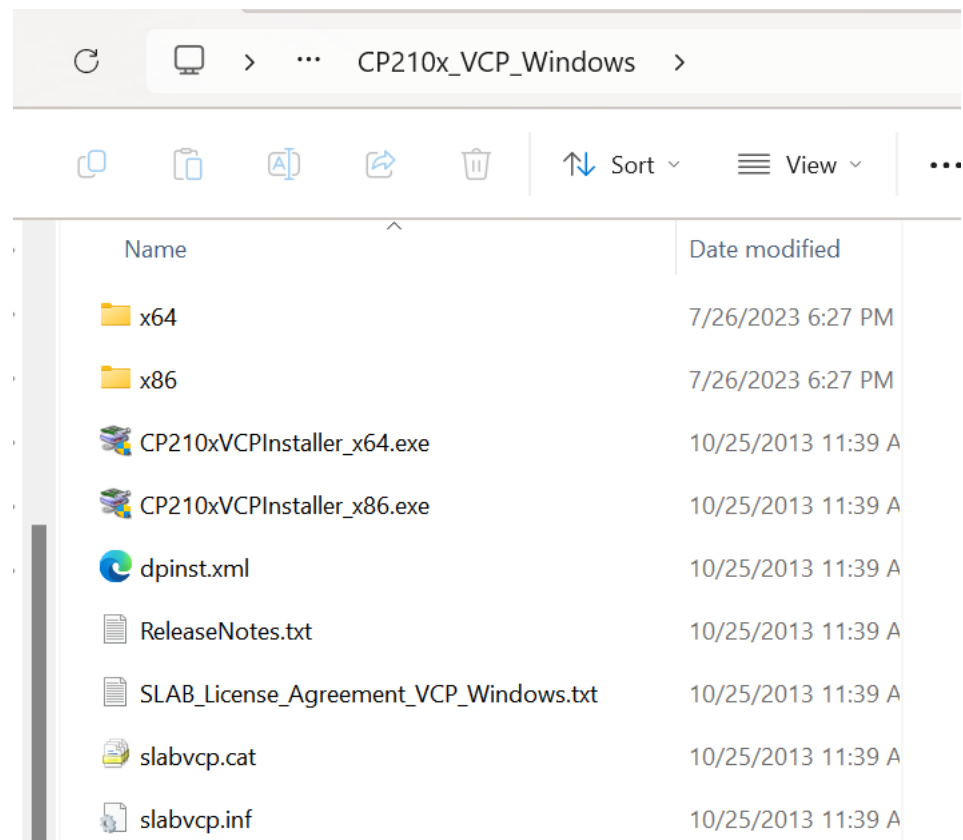 CP210x_VCP_Windows
Sort
View
Name
Date modified
x64
7/26/2023 6:27 PM
x86
7/26/2023 6:27 PM
CP210xVCPInstaller_x64.exe
10/25/2013 11:39 A
CP210xVCPInstaller_x86.exe
10/25/2013 11:39 A
dpinst.xml
10/25/2013 11:39 A
ReleaseNotes.txt
10/25/2013 11:39 A
SLAB_License_Agreement_VCP_Windows.txt
10/25/2013 11:39 A
slabvcp.cat
10/25/2013 11:39 A
slabvcp.inf
10/25/2013 11:39 A